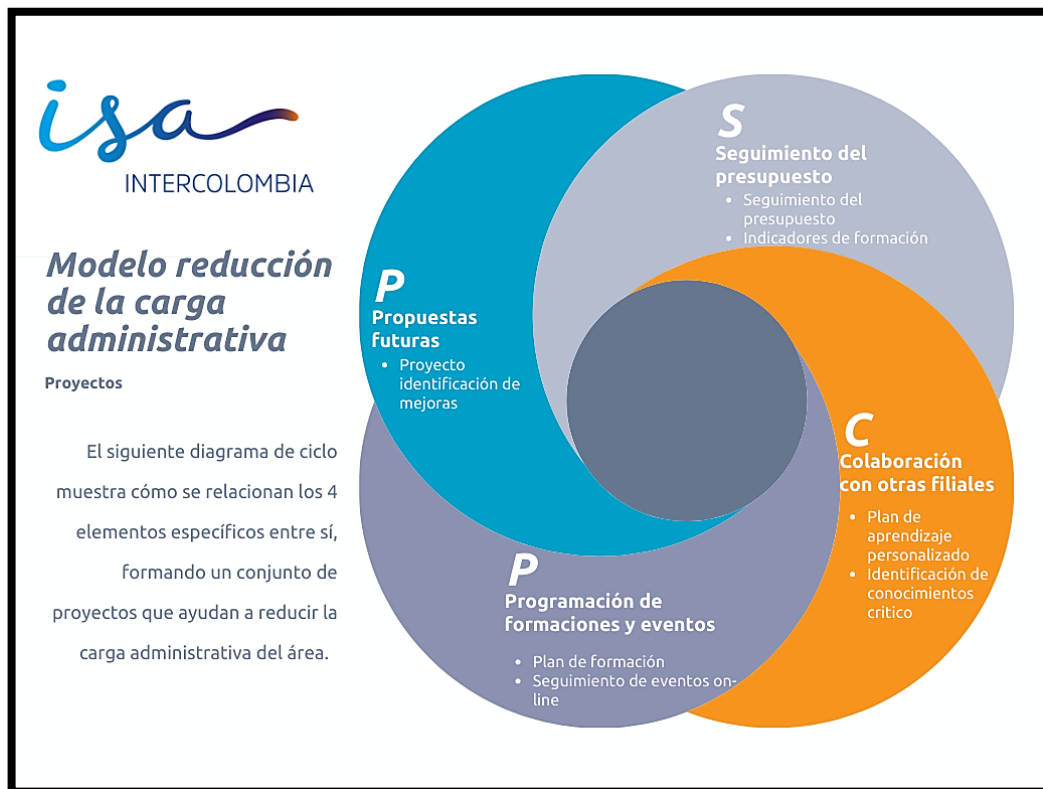 isa
INTERCOLOMBIA
Modelo reducción
de la carga
administrativa
Proyectos
El siguiente diagrama de ciclo
muestra cómo se relacionan los 4
elementos específicos entre sí,
formando un conjunto de
proyectos que ayudan a reducir la
carga administrativa del área.
S
Seguimiento del
presupuesto
• Seguimiento del
presupuesto
• Indicadores de formación
P
Propuestas
futuras
• Proyecto
identificación de
mejoras
C
Colaboración
con otras filiales
• Plan de
aprendizaje
personalizado
• Identificación de
conocimientos
critico
P
Programación de
formaciones y eventos
• Plan de formación
• Seguimiento de eventos on-
line